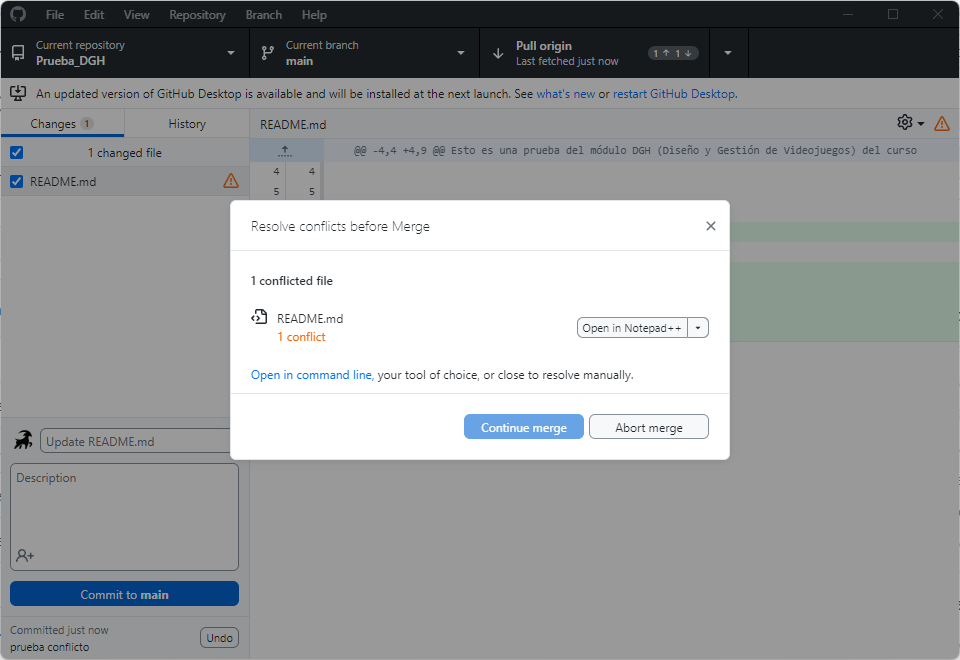 File Edit View Repository Branch Help
Current repository
Prueba_DGH
Current branch
main
Pull origin
Last fetched just now
1 1
An updated version of GitHub Desktop is available and will be installed at the next launch. See what's new or restart GitHub Desktop.
Changes 1 History
README.md
1 changed file
@@ -4,4 +4,9 @@ Esto es una prueba del módulo DGH (Diseño y Gestión de Videojuegos) del curso
README.md
4 4
5 5
Resolve conflicts before Merge
1 conflicted file
README.md
1 conflict
Open in Notepad++
Open in command line, your tool of choice, or close to resolve manually.
Continue merge Abort merge
Update README.md
Description
Commit to main
Committed just now
prueba conflicto
Undo